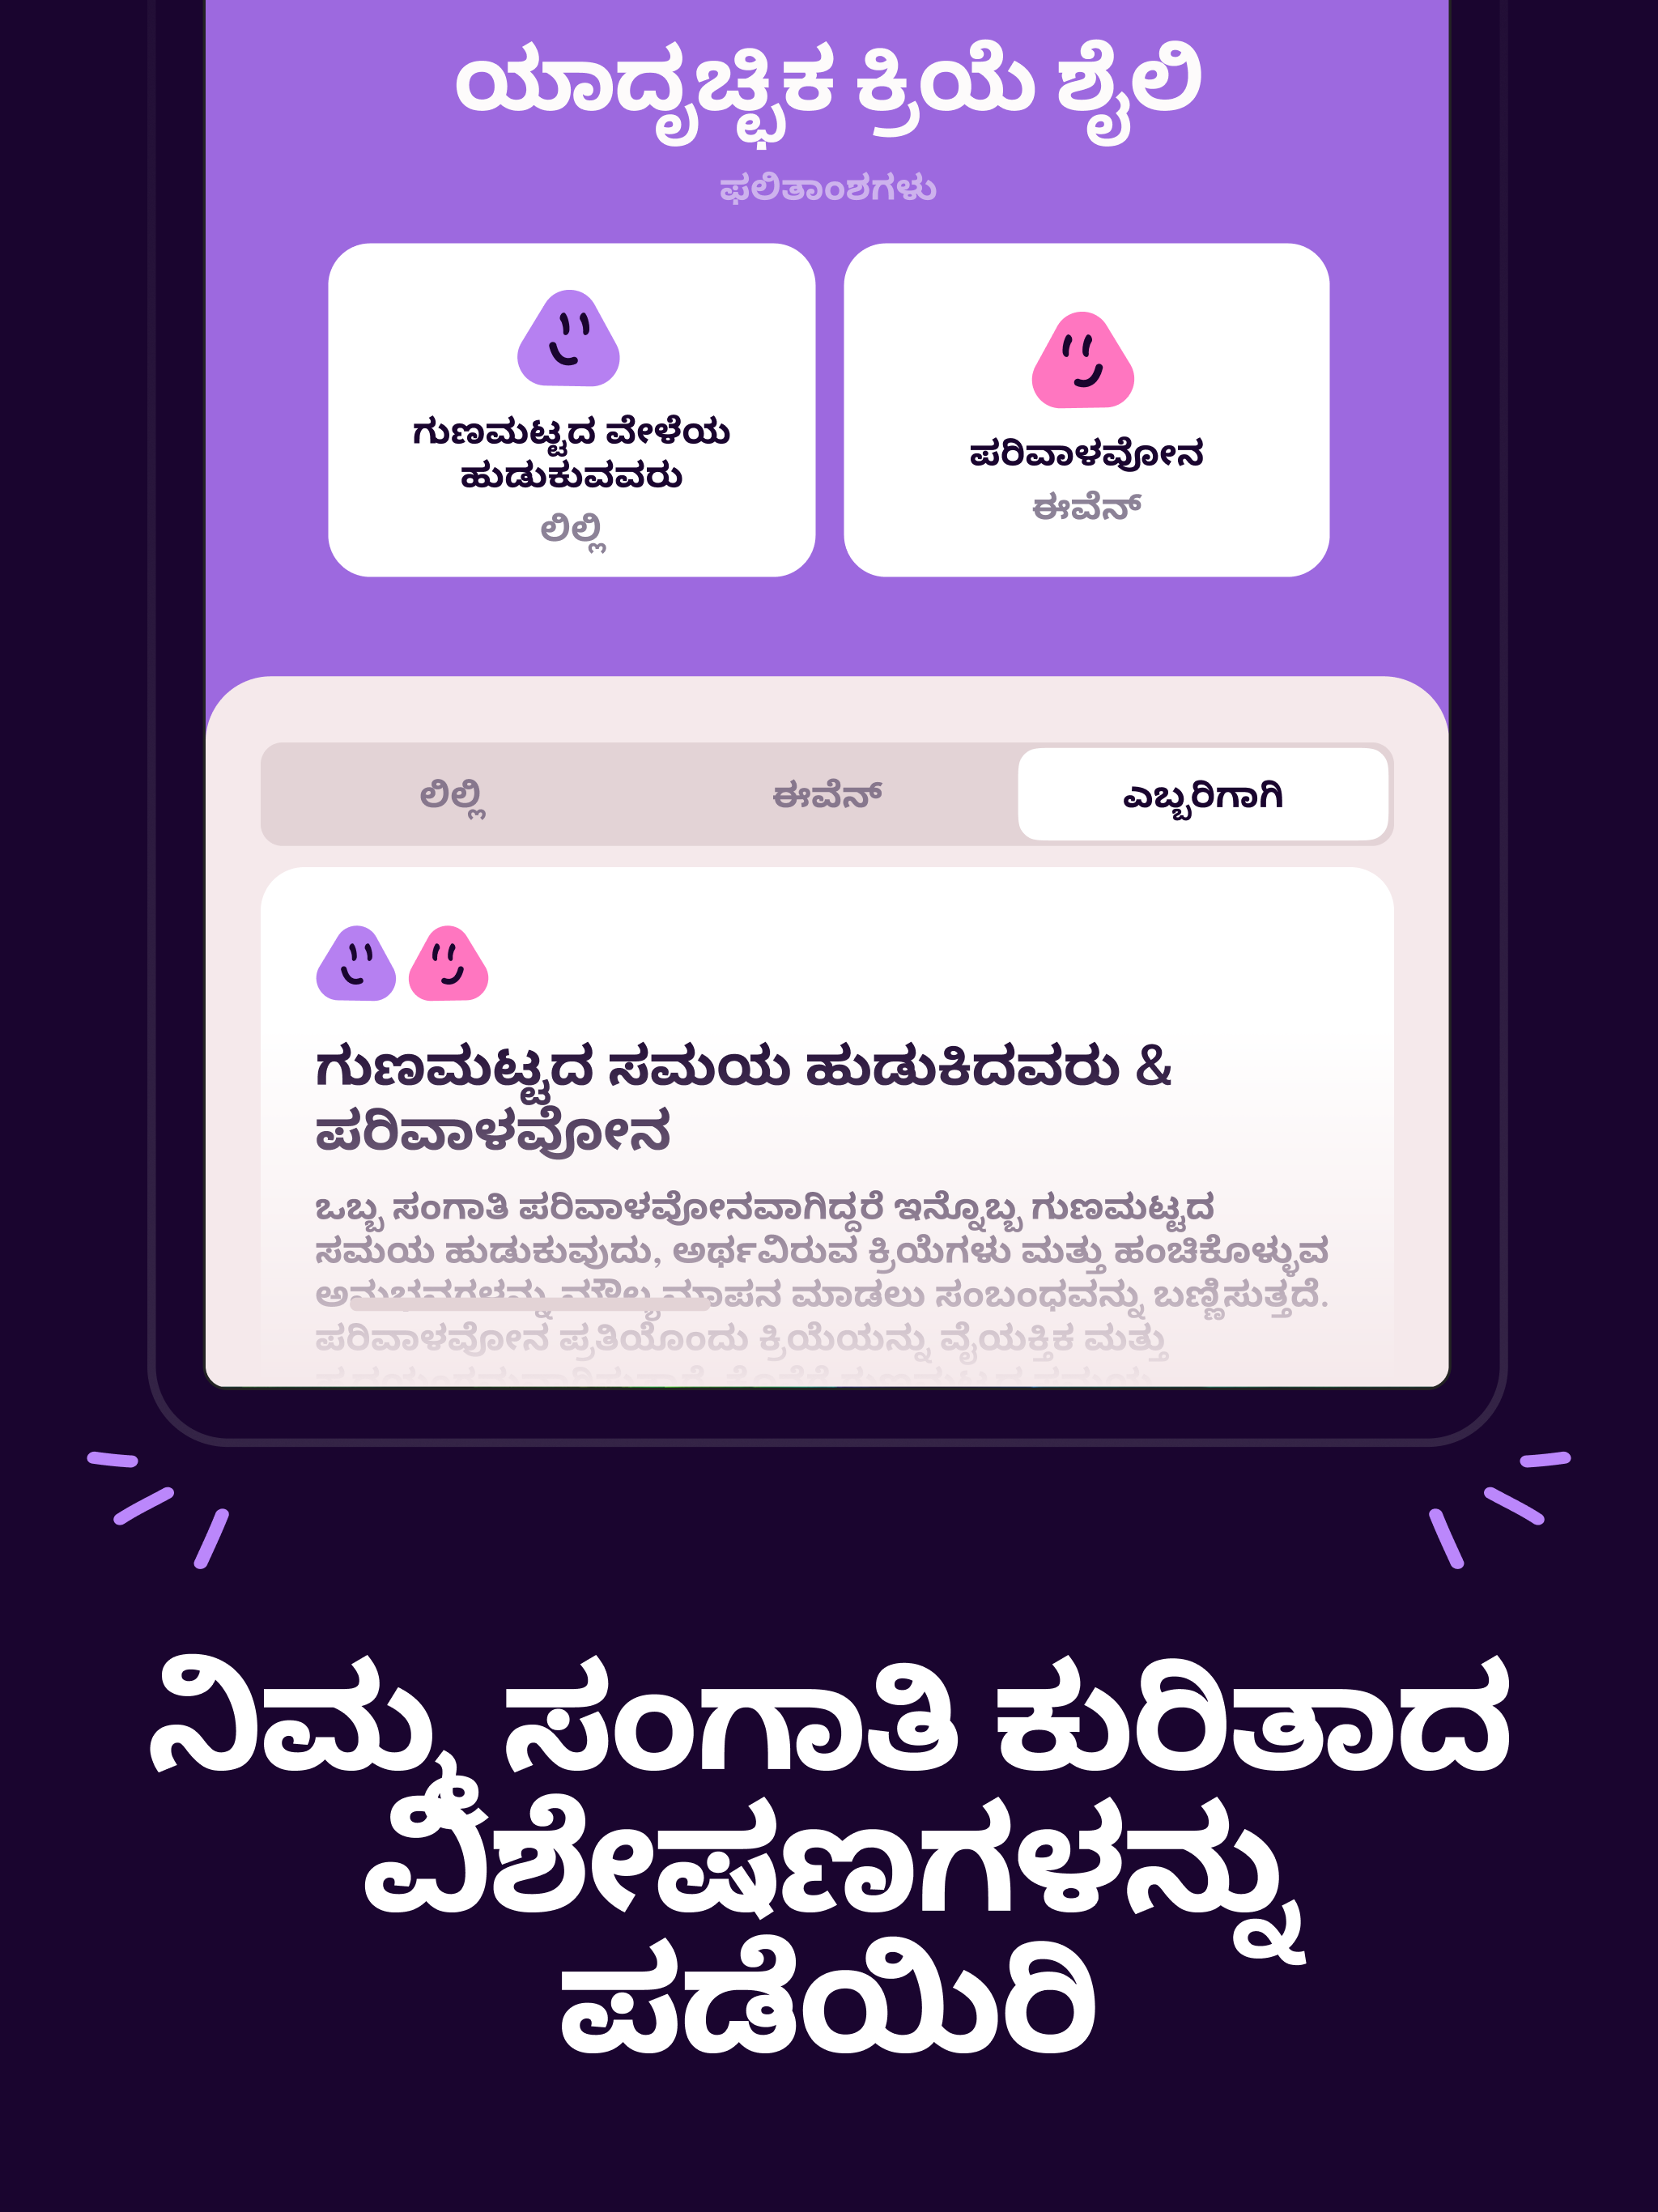 ಯಾದೃಚ್ಛಿಕ ಕ್ರಿಯೆ ಶೈಲಿ
ಫಲಿತಾಂಶಗಳು
ಗುಣಮಟ್ಟದ ವೇಳೆಯ
ಹುಡುಕುವವರು
ಲಿಲ್ಲಿ
ಪರಿವಾಳವೋನ
ಈವೆನ್
ಲಿಲ್ಲಿ
ಈವೆನ್
ಎಬ್ಬರಿಗಾಗಿ
ಗುಣಮಟ್ಟದ ಸಮಯ ಹುಡುಕಿದವರು &
ಪರಿವಾಳವೋನ
ಒಬ್ಬ ಸಂಗಾತಿ ಪರಿವಾಳವೋನವಾಗಿದ್ದರೆ ಇನ್ನೊಬ್ಬ ಗುಣಮಟ್ಟದ
ಸಮಯ ಹುಡುಕುವುದು, ಅರ್ಥವಿರುವ ಕ್ರಿಯೆಗಳು ಮತ್ತು ಹಂಚಿಕೊಳ್ಳುವ
ಅನುಭವಗಳನ್ನು ಮೌಲ್ಯಮಾಪನ ಮಾಡಲು ಸಂಬಂಧವನ್ನು ಬಣ್ಣಿಸುತ್ತದೆ.
ಪರಿವಾಳವೋನ ಪ್ರತಿಯೊಂದು ಕ್ರಿಯೆಯನ್ನು ವೈಯಕ್ತಿಕ ಮತ್ತು
ನಿಮ್ಮ ಸಂಗಾತಿ ಕುರಿತಾದ
ವಿಶೇಷಣಗಳನ್ನು
ಪಡೆಯಿರಿ